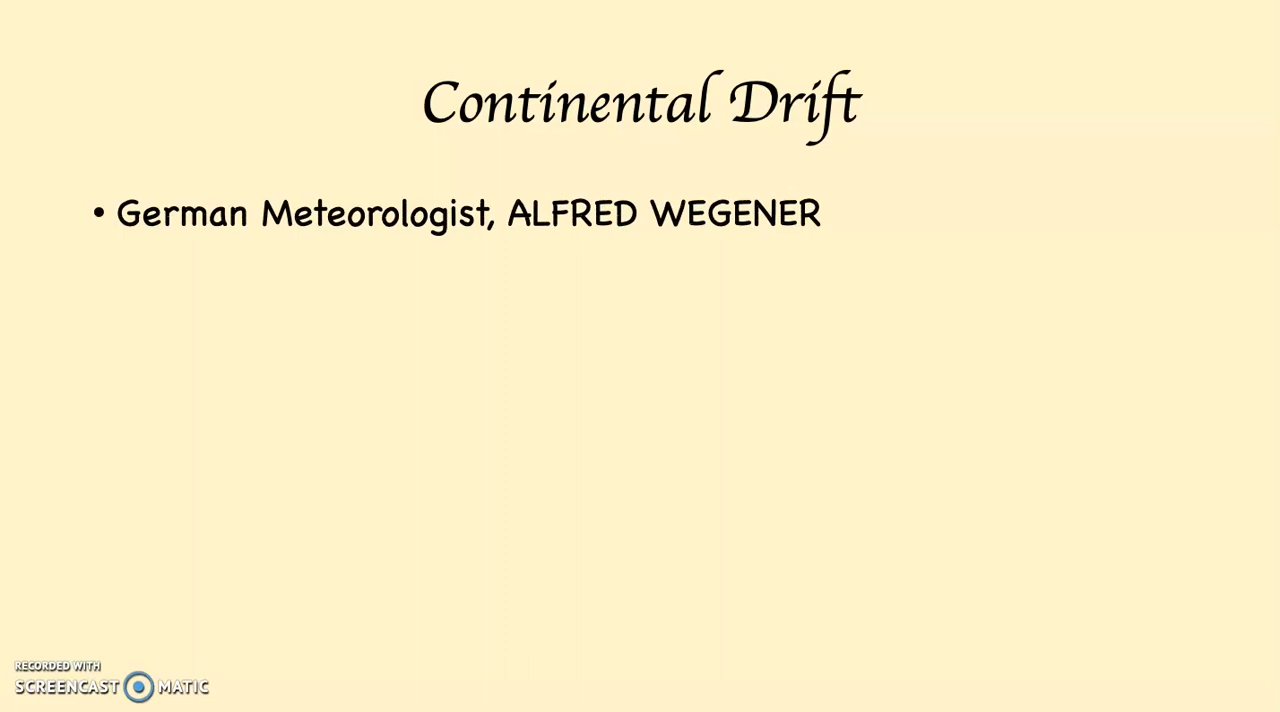 Continental Drift
• German Meteorologist, ALFRED WEGENER
RECORDED WITH
SCREENCAST MATIC